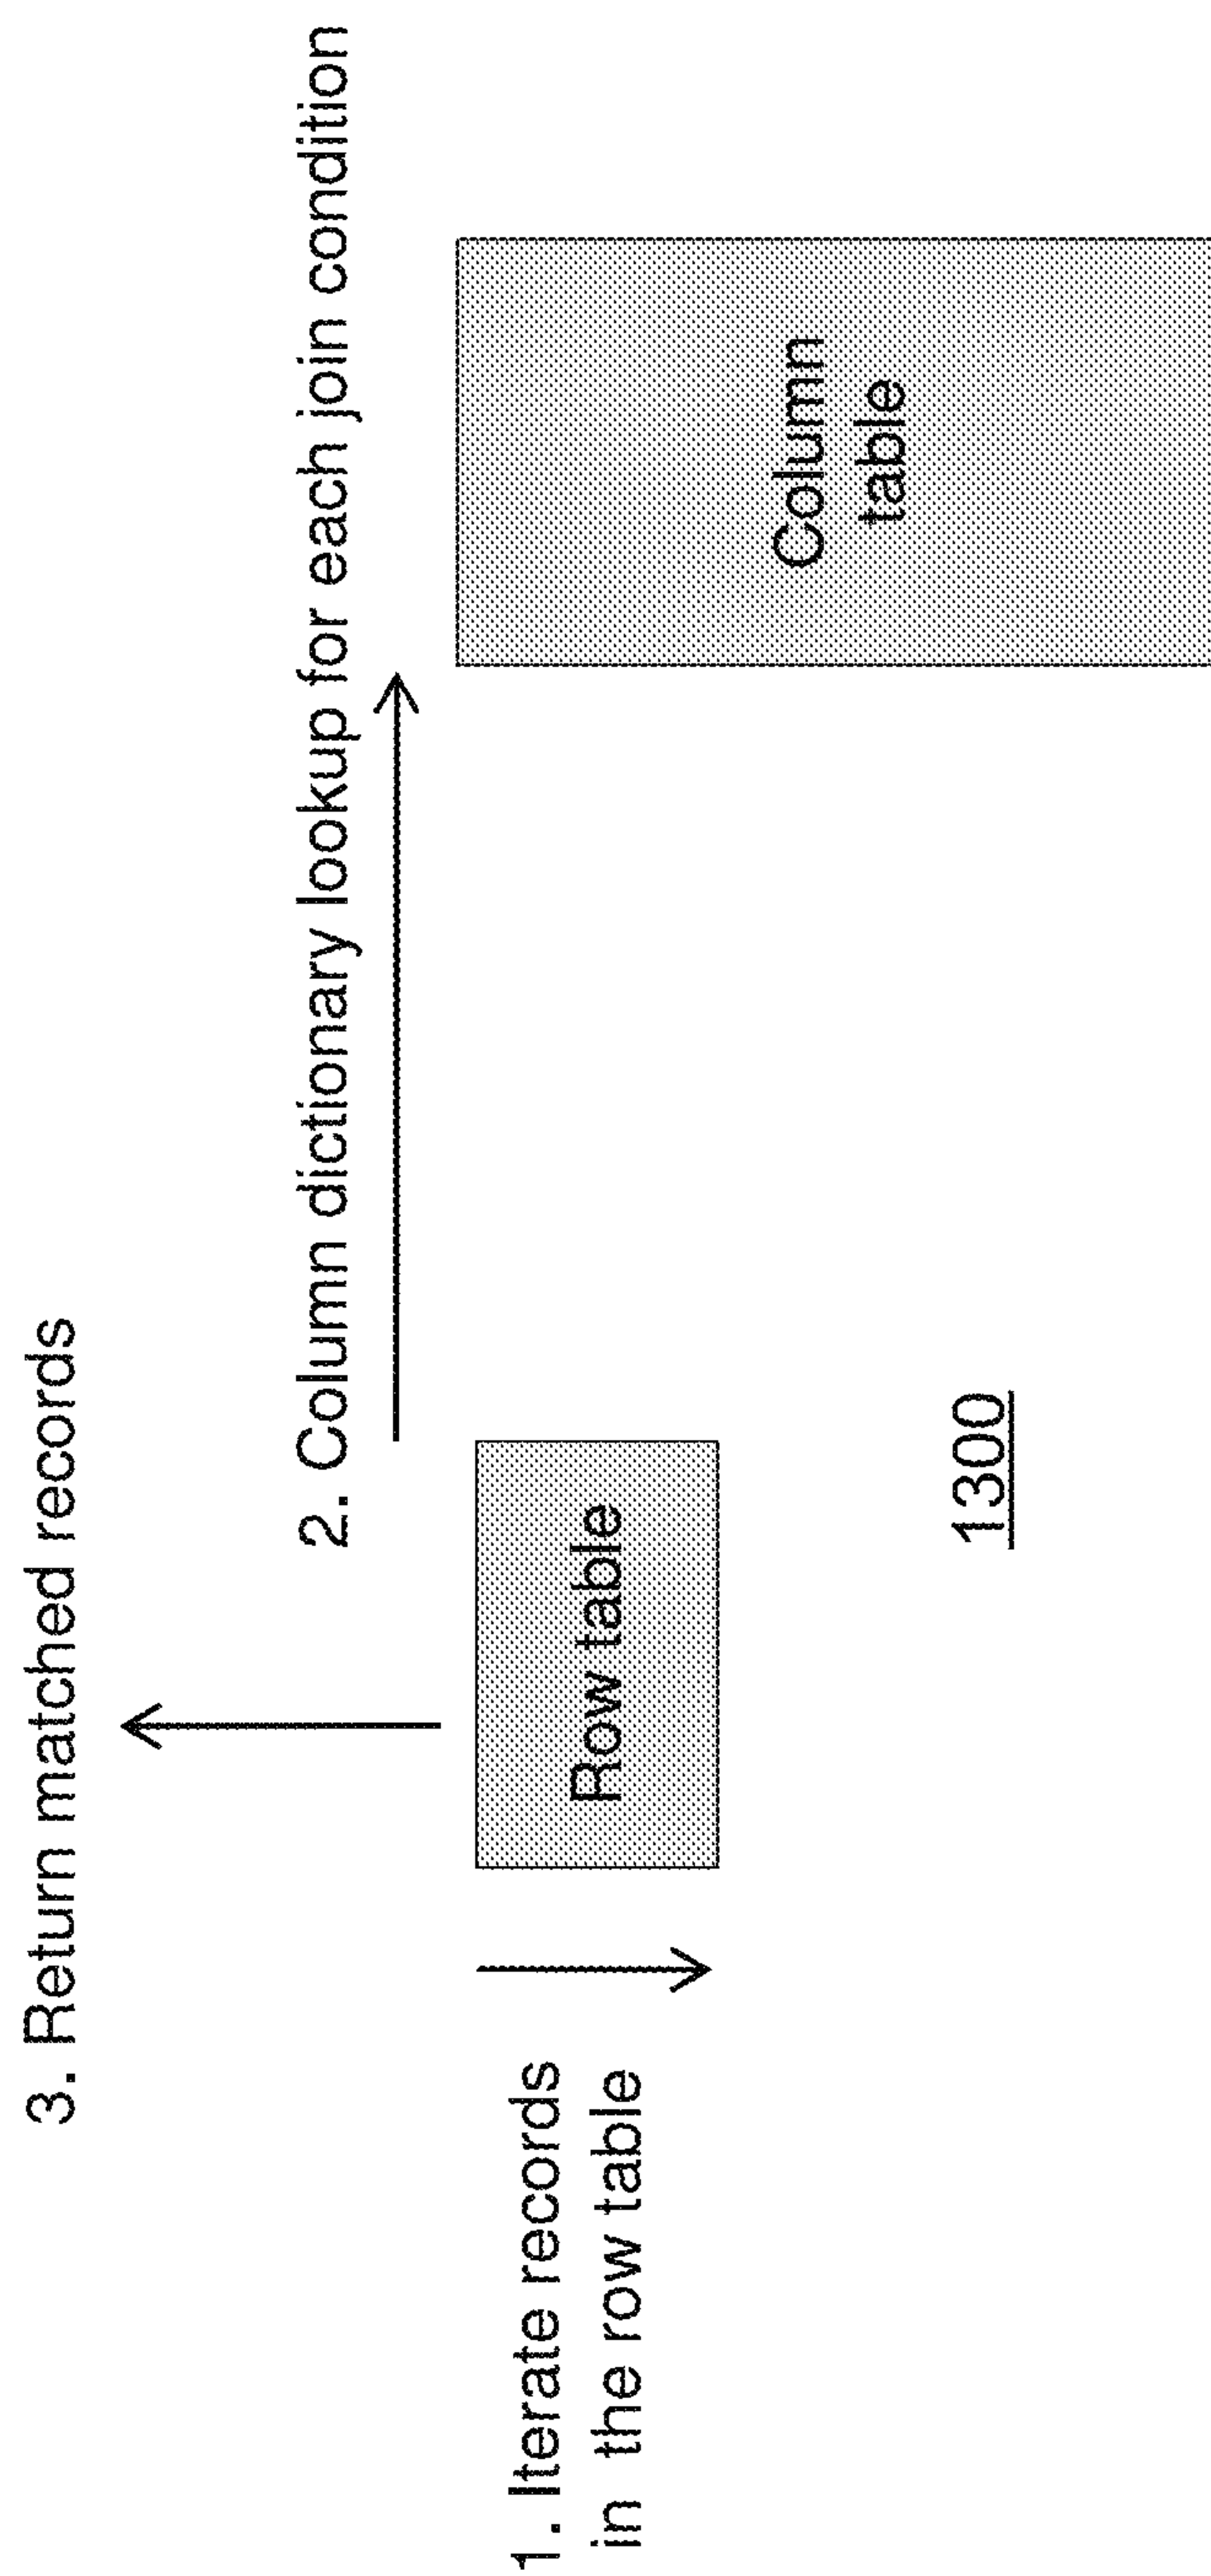 3. Return matched records
2. Column dictionary lookup for each join condition
1. Iterate records
in the row table
Row table
Column
table
1300